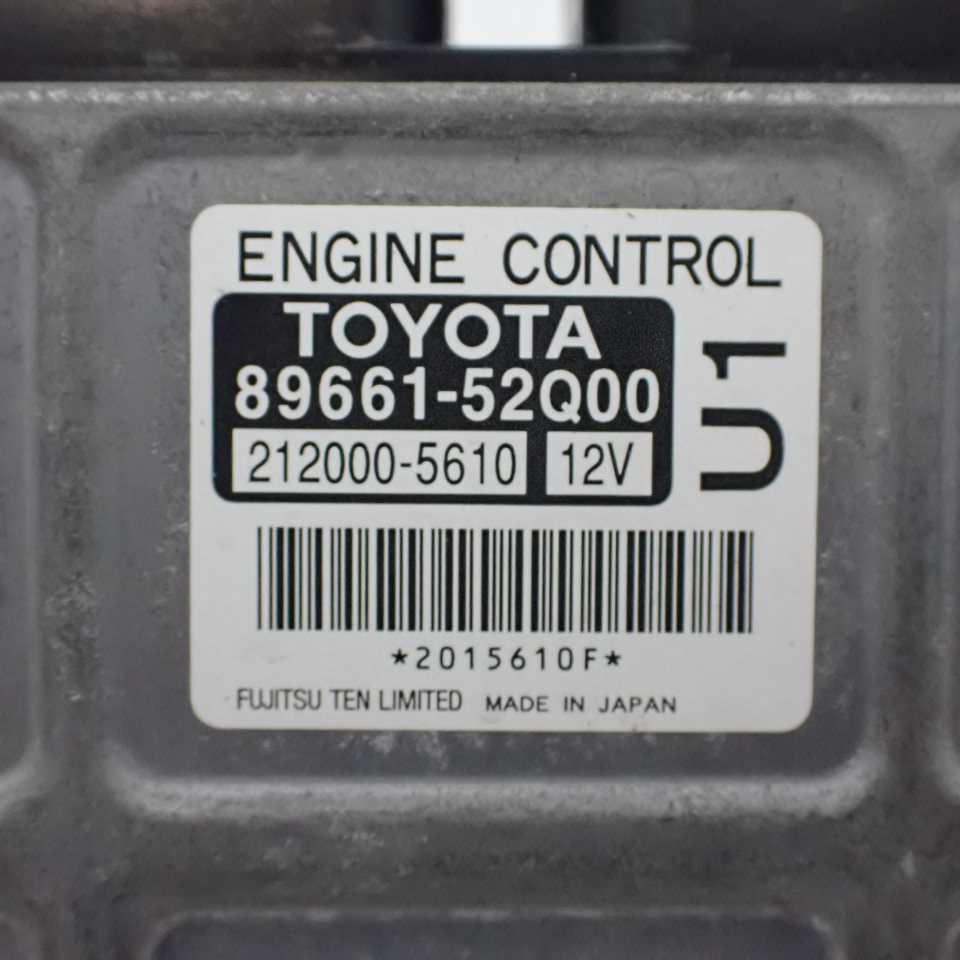 ENGINE CONTROL
TOYOTA
89661-52Q00
212000-5610 12V
U1
*2015610F*
FUJITSU TEN LIMITED MADE IN JAPAN